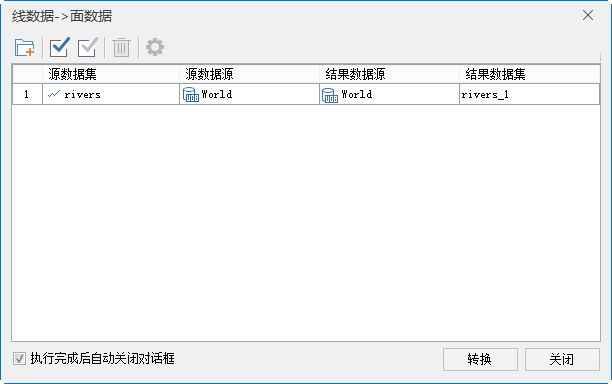 线数据->面数据
源数据集 源数据源 结果数据源 结果数据集
1 rivers World World rivers_1
执行完成后自动关闭对话框 转换 关闭